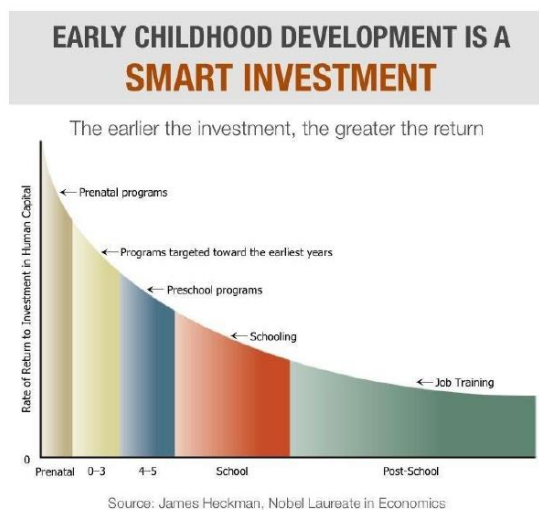 EARLY CHILDHOOD DEVELOPMENT IS A
SMART INVESTMENT
The earlier the investment, the greater the return
Rate of Return to Investment in Human Capital
Prenatal programs
Programs targeted toward the earliest years
Preschool programs
Schooling
Job Training
0
Prenatal 0–3 4–5 School Post-School
Source: James Heckman, Nobel Laureate in Economics